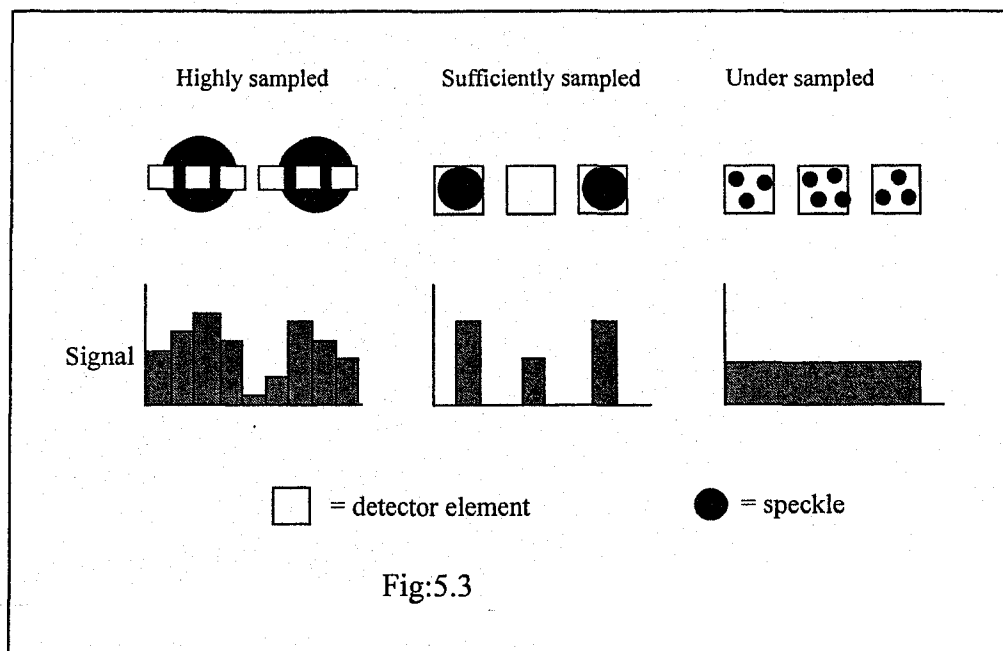 Highly sampled
Sufficiently sampled
Under sampled
Signal
= detector element
= speckle
Fig:5.3